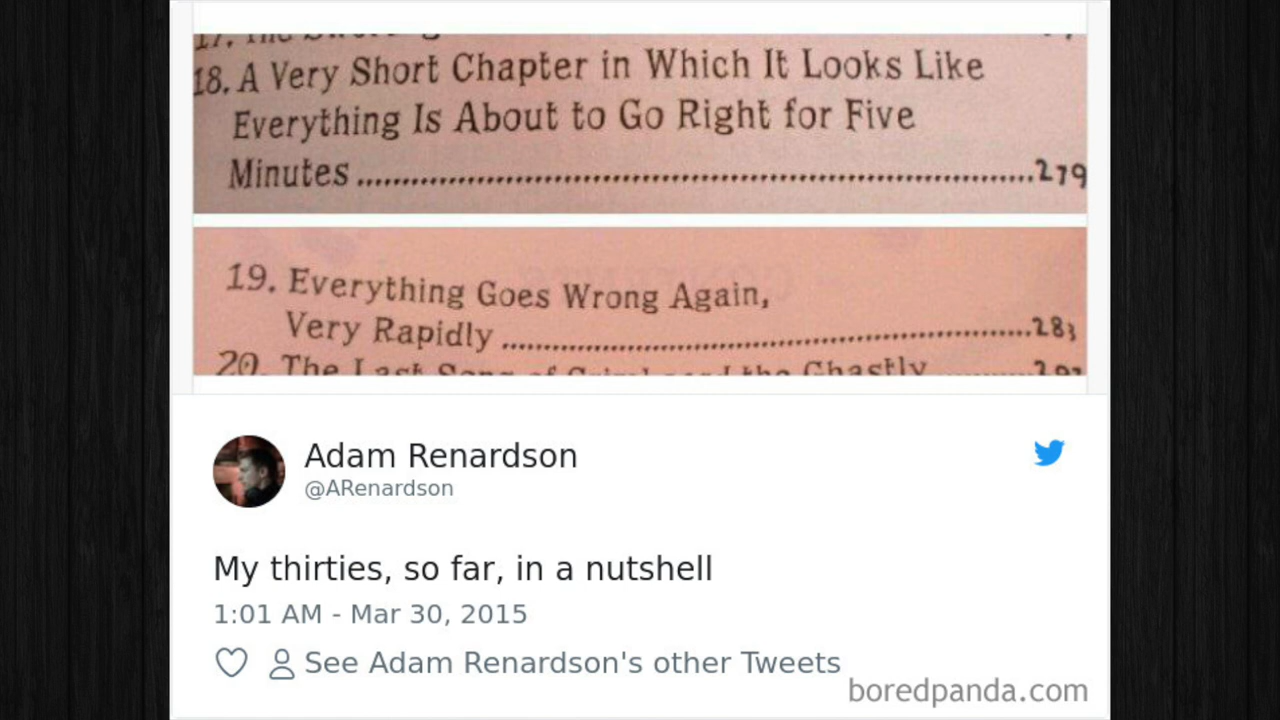 18. A Very Short Chapter in Which It Looks Like
Everything Is About to Go Right for Five
Minutes....................279
19. Everything Goes Wrong Again,
Very Rapidly....................283
20. The Last Song of Griml and the Ghastly
Adam Renardson
@ARenardson
My thirties, so far, in a nutshell
1:01 AM - Mar 30, 2015
See Adam Renardson's other Tweets
boredpanda.com